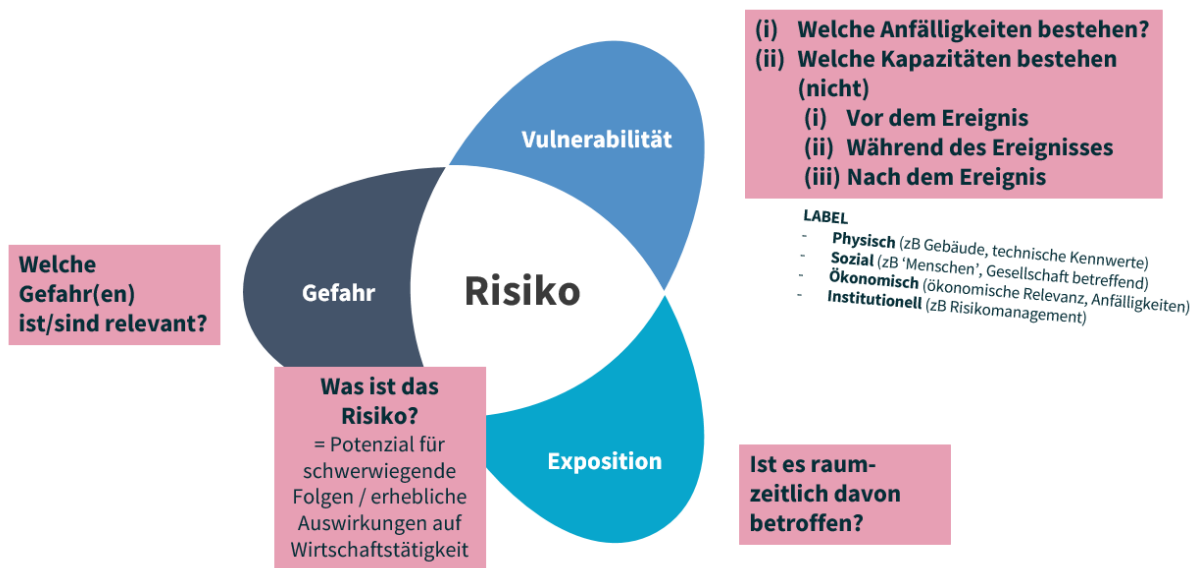 (i) Welche Anfälligkeiten bestehen?
(ii) Welche Kapazitäten bestehen
(nicht)
(i) Vor dem Ereignis
(ii) Während des Ereignisses
(iii) Nach dem Ereignis
Vulnerabilität
LABEL
- Physisch (zB Gebäude, technische Kennwerte)
- Sozial (zB ‘Menschen’, Gesellschaft betreffend)
- Ökonomisch (ökonomische Relevanz, Anfälligkeiten)
- Institutionell (zB Risikomanagement)
Welche
Gefahr(en)
ist/sind relevant?
Gefahr
Risiko
Was ist das
Risiko?
= Potenzial für
schwerwiegende
Folgen / erhebliche
Auswirkungen auf
Wirtschaftstätigkeit
Exposition
Ist es raum-
zeitlich davon
betroffen?